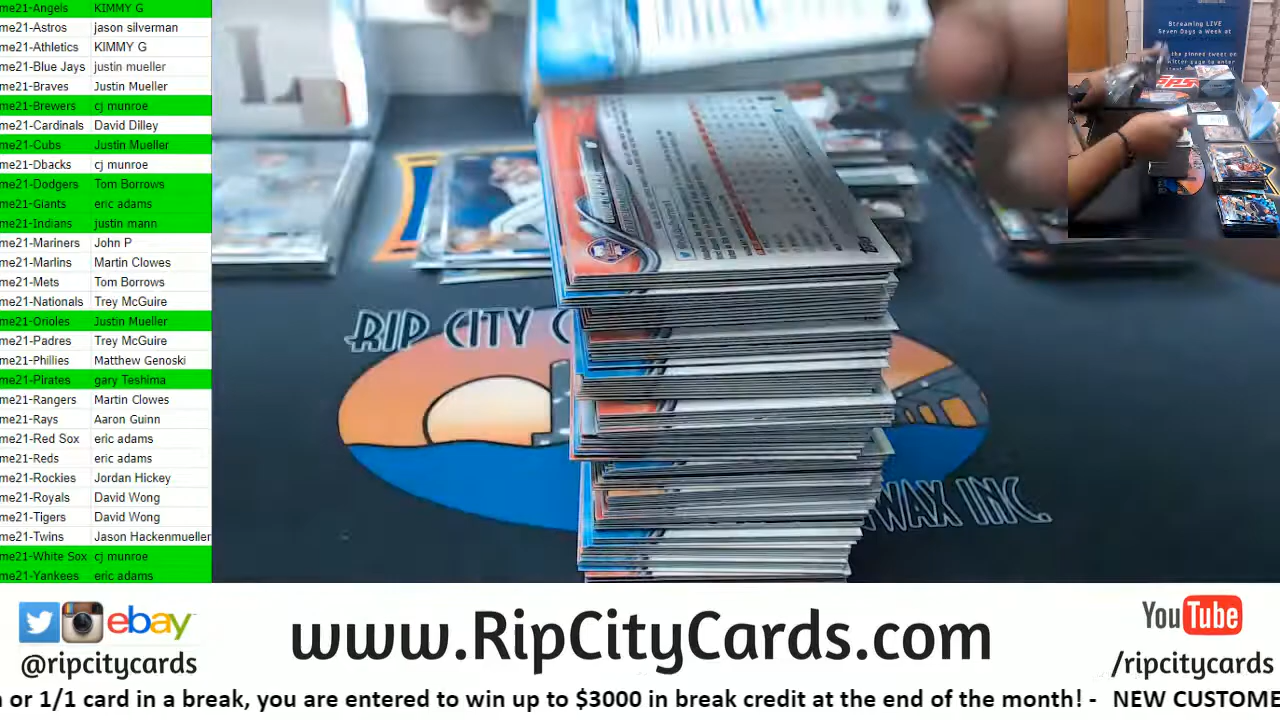 me21-Angels KIMMY G
me21-Astros jason silverman
me21-Athletics KIMMY G
me21-Blue Jays justin mueller
me21-Braves Justin Mueller
me21-Brewers cj munroe
me21-Cardinals David Dilley
me21-Cubs Justin Mueller
me21-Dbacks cj munroe
me21-Dodgers Tom Borrows
me21-Giants eric adams
me21-Indians justin mann
me21-Mariners John P
me21-Marlins Martin Clowes
me21-Mets Tom Borrows
me21-Nationals Trey McGuire
me21-Orioles Justin Mueller
me21-Padres Trey McGuire
me21-Phillies Matthew Genoski
me21-Pirates gary Teshima
me21-Rangers Martin Clowes
me21-Rays Aaron Guinn
me21-Red Sox eric adams
me21-Reds eric adams
me21-Rockies Jordan Hickey
me21-Royals David Wong
me21-Tigers David Wong
me21-Twins Jason Hackenmueller
me21-White Sox cj munroe
me21-Yankees eric adams
Streaming LIVE
Seven Days a Week at
the pinned tweet on
RIP CITY
WAX INC.
ebay
@ripcitycards
www.RipCityCards.com
YouTube
/ripcitycards
or 1/1 card in a break, you are entered to win up to $3000 in break credit at the end of the month! - NEW CUSTOME